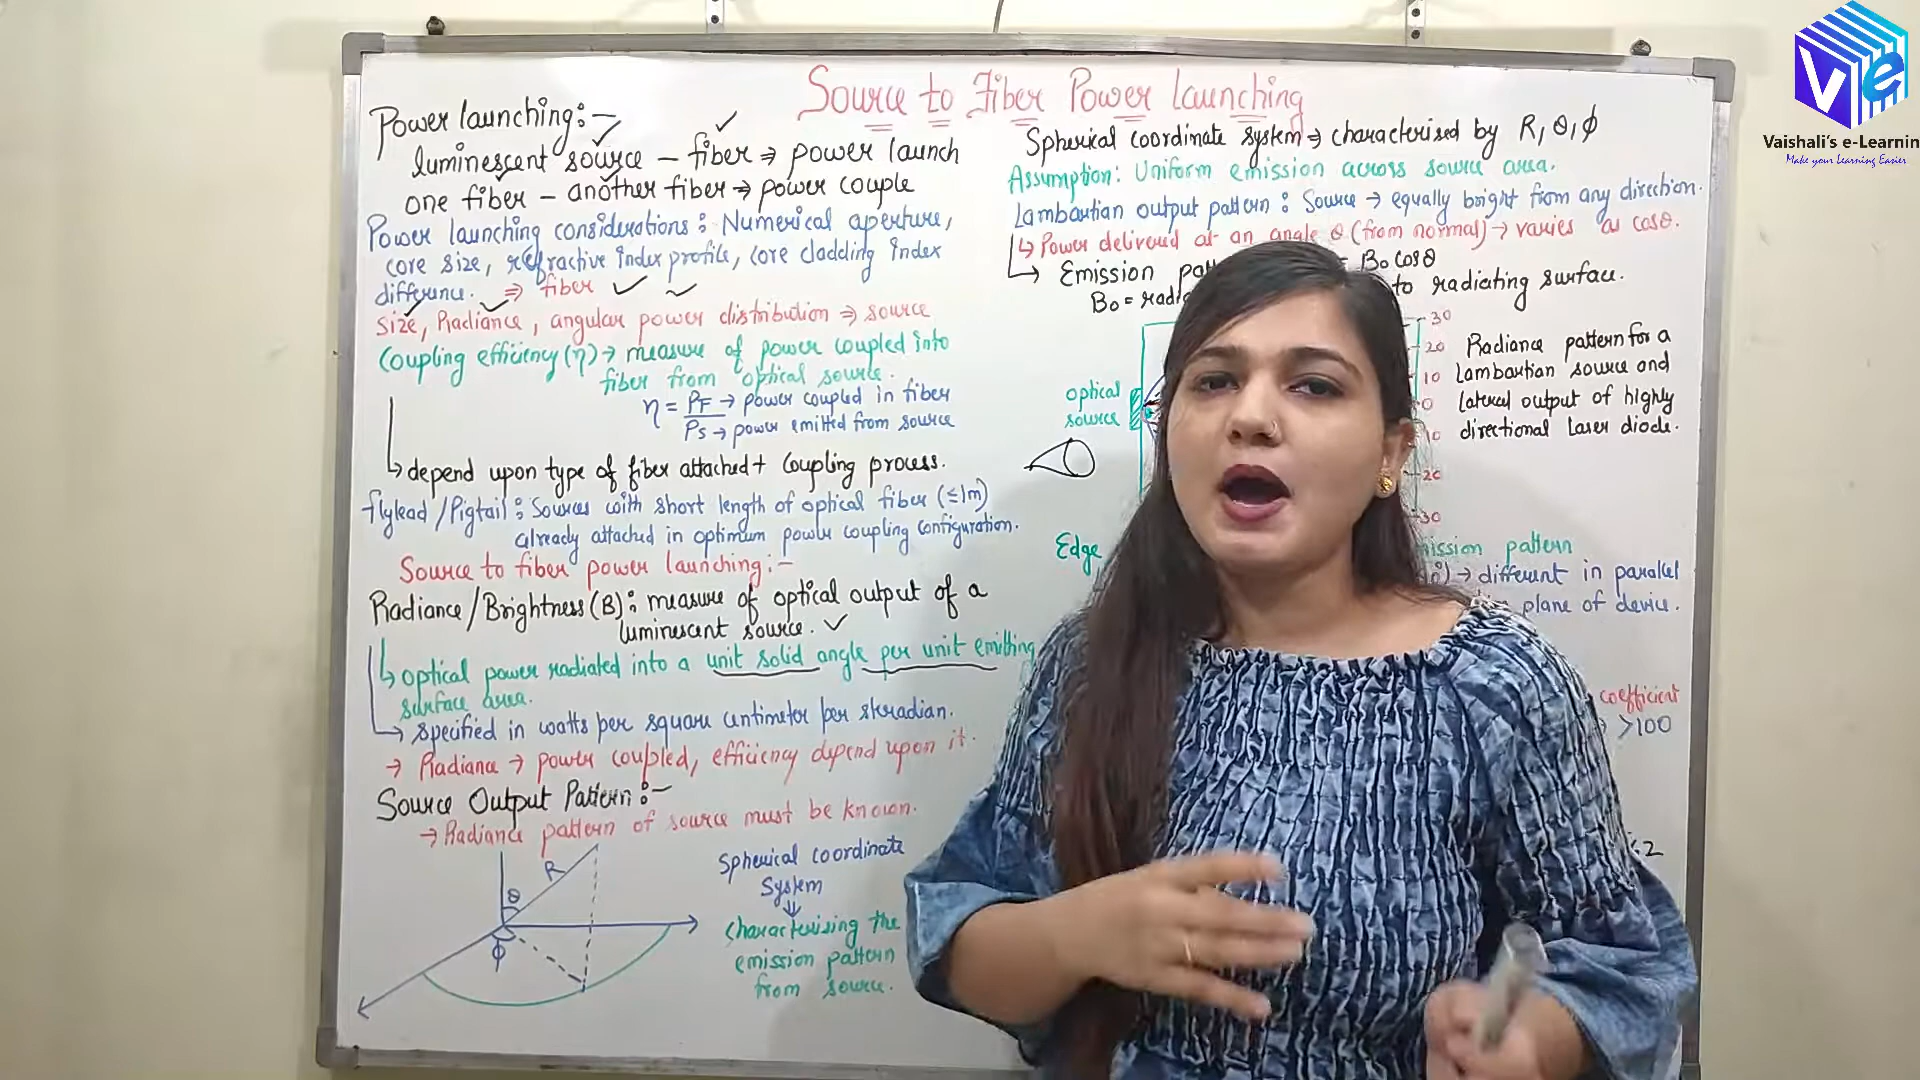 Source to Fiber Power Launching
Power launching:-
luminescent source - fiber ⇒ power launch
one fiber - another fiber → power couple
Power launching considerations: Numerical aperture,
core size, refractive index profile, core cladding index
difference. ⇒ fiber
Size, Radiance, angular power distribution ⇒ source
Coupling efficiency (η) → measure of power coupled into
fiber from optical source.
η = PF → power coupled in fiber
Ps → power emitted from source
depend upon type of fiber attached + Coupling process.
flylead / Pigtail: Sources with short length of optical fiber (≤1m)
already attached in optimum power coupling configuration.
Source to fiber power launching:-
Radiance / Brightness (B): measure of optical output of a
luminescent source.
optical power radiated into a unit solid angle per unit emitting
surface area.
specified in watts per square centimeter per steradian.
→ Radiance → power coupled, efficiency depend upon it.
Source Output Pattern:-
→ Radiance pattern of source must be known.
R
θ
ϕ
Spherical coordinate
System
characterising the
emission pattern
from source.
Spherical coordinate system ⇒ characterised by R, θ, ϕ
Assumption: Uniform emission across source area.
Lambartian output pattern: Source → equally bright from any direction.
Power delivered at an angle θ (from normal) → varies as cosθ.
Emission B0 cosθ
B0 = to radiating surface.
optical
source
30
20
10
0
10
20
30
Radiance pattern for a
Lambartian source and
lateral output of highly
directional Laser diode.
Edge pattern
→ different in parallel
plane of device.
coefficient
>100
Vaishali's e-Learnin
Make your Learning Easier